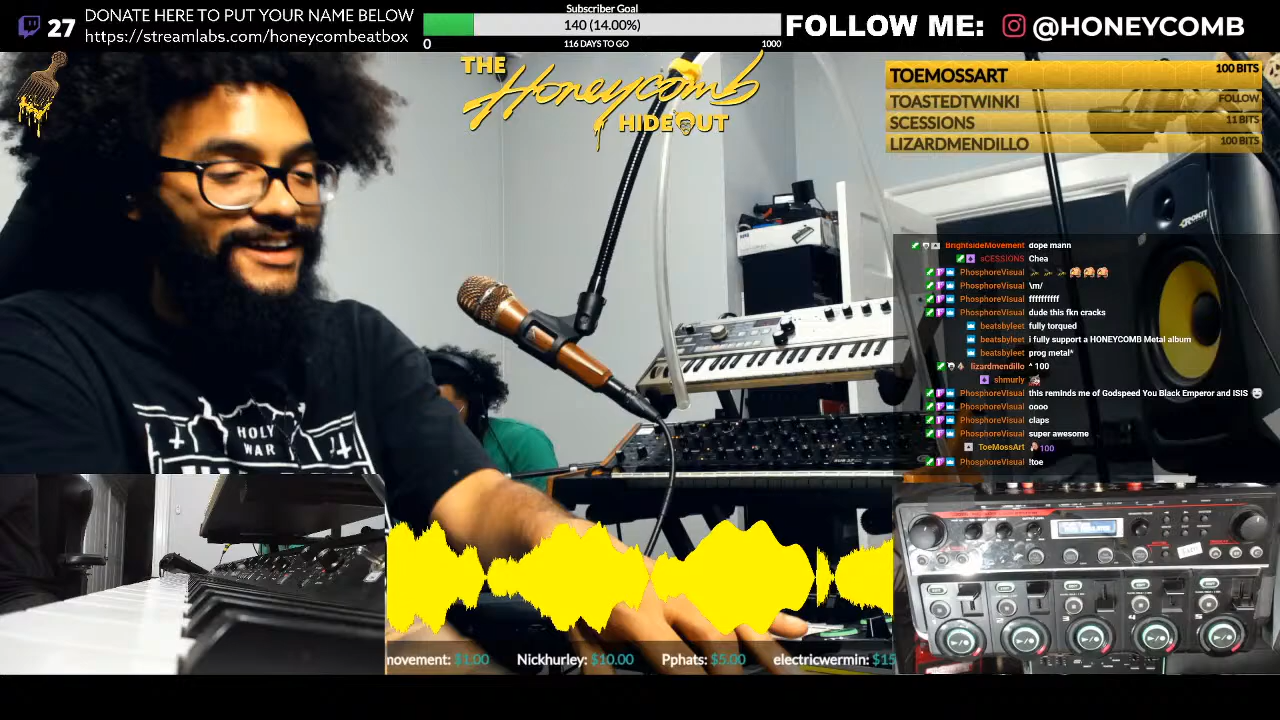 27
DONATE HERE TO PUT YOUR NAME BELOW
https://streamlabs.com/honeycombeatbox
Subscriber Goal
140 (14.00%)
0
116 DAYS TO GO
1000
FOLLOW ME: @HONEYCOMB
THE
Honeycomb
HIDEOUT
TOEMOSSART 100 BITS
TOASTEDTWINKI FOLLOW
SCESSIONS 11 BITS
LIZARDMENDILLO 100 BITS
ROKIT
BrightsideMovement dope mann
sCESSIONS Chea
PhosphoreVisual
PhosphoreVisual \m/
PhosphoreVisual ffffffffff
PhosphoreVisual dude this fkn cracks
beatsbyleet fully torqued
beatsbyleet i fully support a HONEYCOMB Metal album
beatsbyleet prog metal*
lizardmendillo ^ 100
shmurly
PhosphoreVisual this reminds me of Godspeed You Black Emperor and ISIS
PhosphoreVisual oooo
PhosphoreVisual claps
PhosphoreVisual super awesome
ToeMossArt 100
PhosphoreVisual !toe
HOLY
WAR
movement: $1.00 Nickhurley: $10.00 Pphats: $5.00 electricwermin: $15